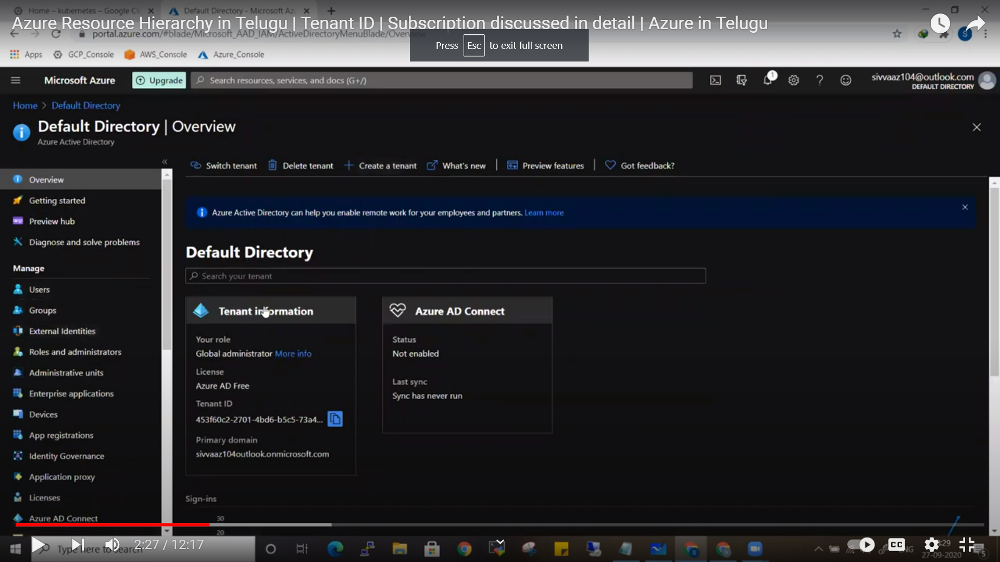 Home – kubernetes – Google Cl
Default Directory - Microsoft Az
Azure Resource Hierarchy in Telugu | Tenant ID | Subscription discussed in detail | Azure in Telugu
portal.azure.com/#blade/Microsoft_AAD_IAM/ActiveDirectoryMenuBlade/Overview
S
Press Esc to exit full screen
Apps GCP_Console AWS_Console Azure_Console
Microsoft Azure
Upgrade
Search resources, services, and docs (G+/)
1
sivvaaz104@outlook.com
DEFAULT DIRECTORY
Home > Default Directory
Default Directory | Overview
Azure Active Directory
Switch tenant Delete tenant Create a tenant What's new | Preview features | Got feedback?
Overview
Getting started
Preview hub
Diagnose and solve problems
Manage
Users
Groups
External Identities
Roles and administrators
Administrative units
Enterprise applications
Devices
App registrations
Identity Governance
Application proxy
Licenses
Azure AD Connect
Azure Active Directory can help you enable remote work for your employees and partners. Learn more
Default Directory
Search your tenant
Tenant information
Your role
Global administrator More info
License
Azure AD Free
Tenant ID
453f60c2-2701-4bd6-b5c5-73a4...
Primary domain
sivvaaz104outlook.onmicrosoft.com
Azure AD Connect
Status
Not enabled
Last sync
Sync has never run
Sign-ins
30
20
Type here to search
2:27 / 12:17
CC
27-09-2020
5